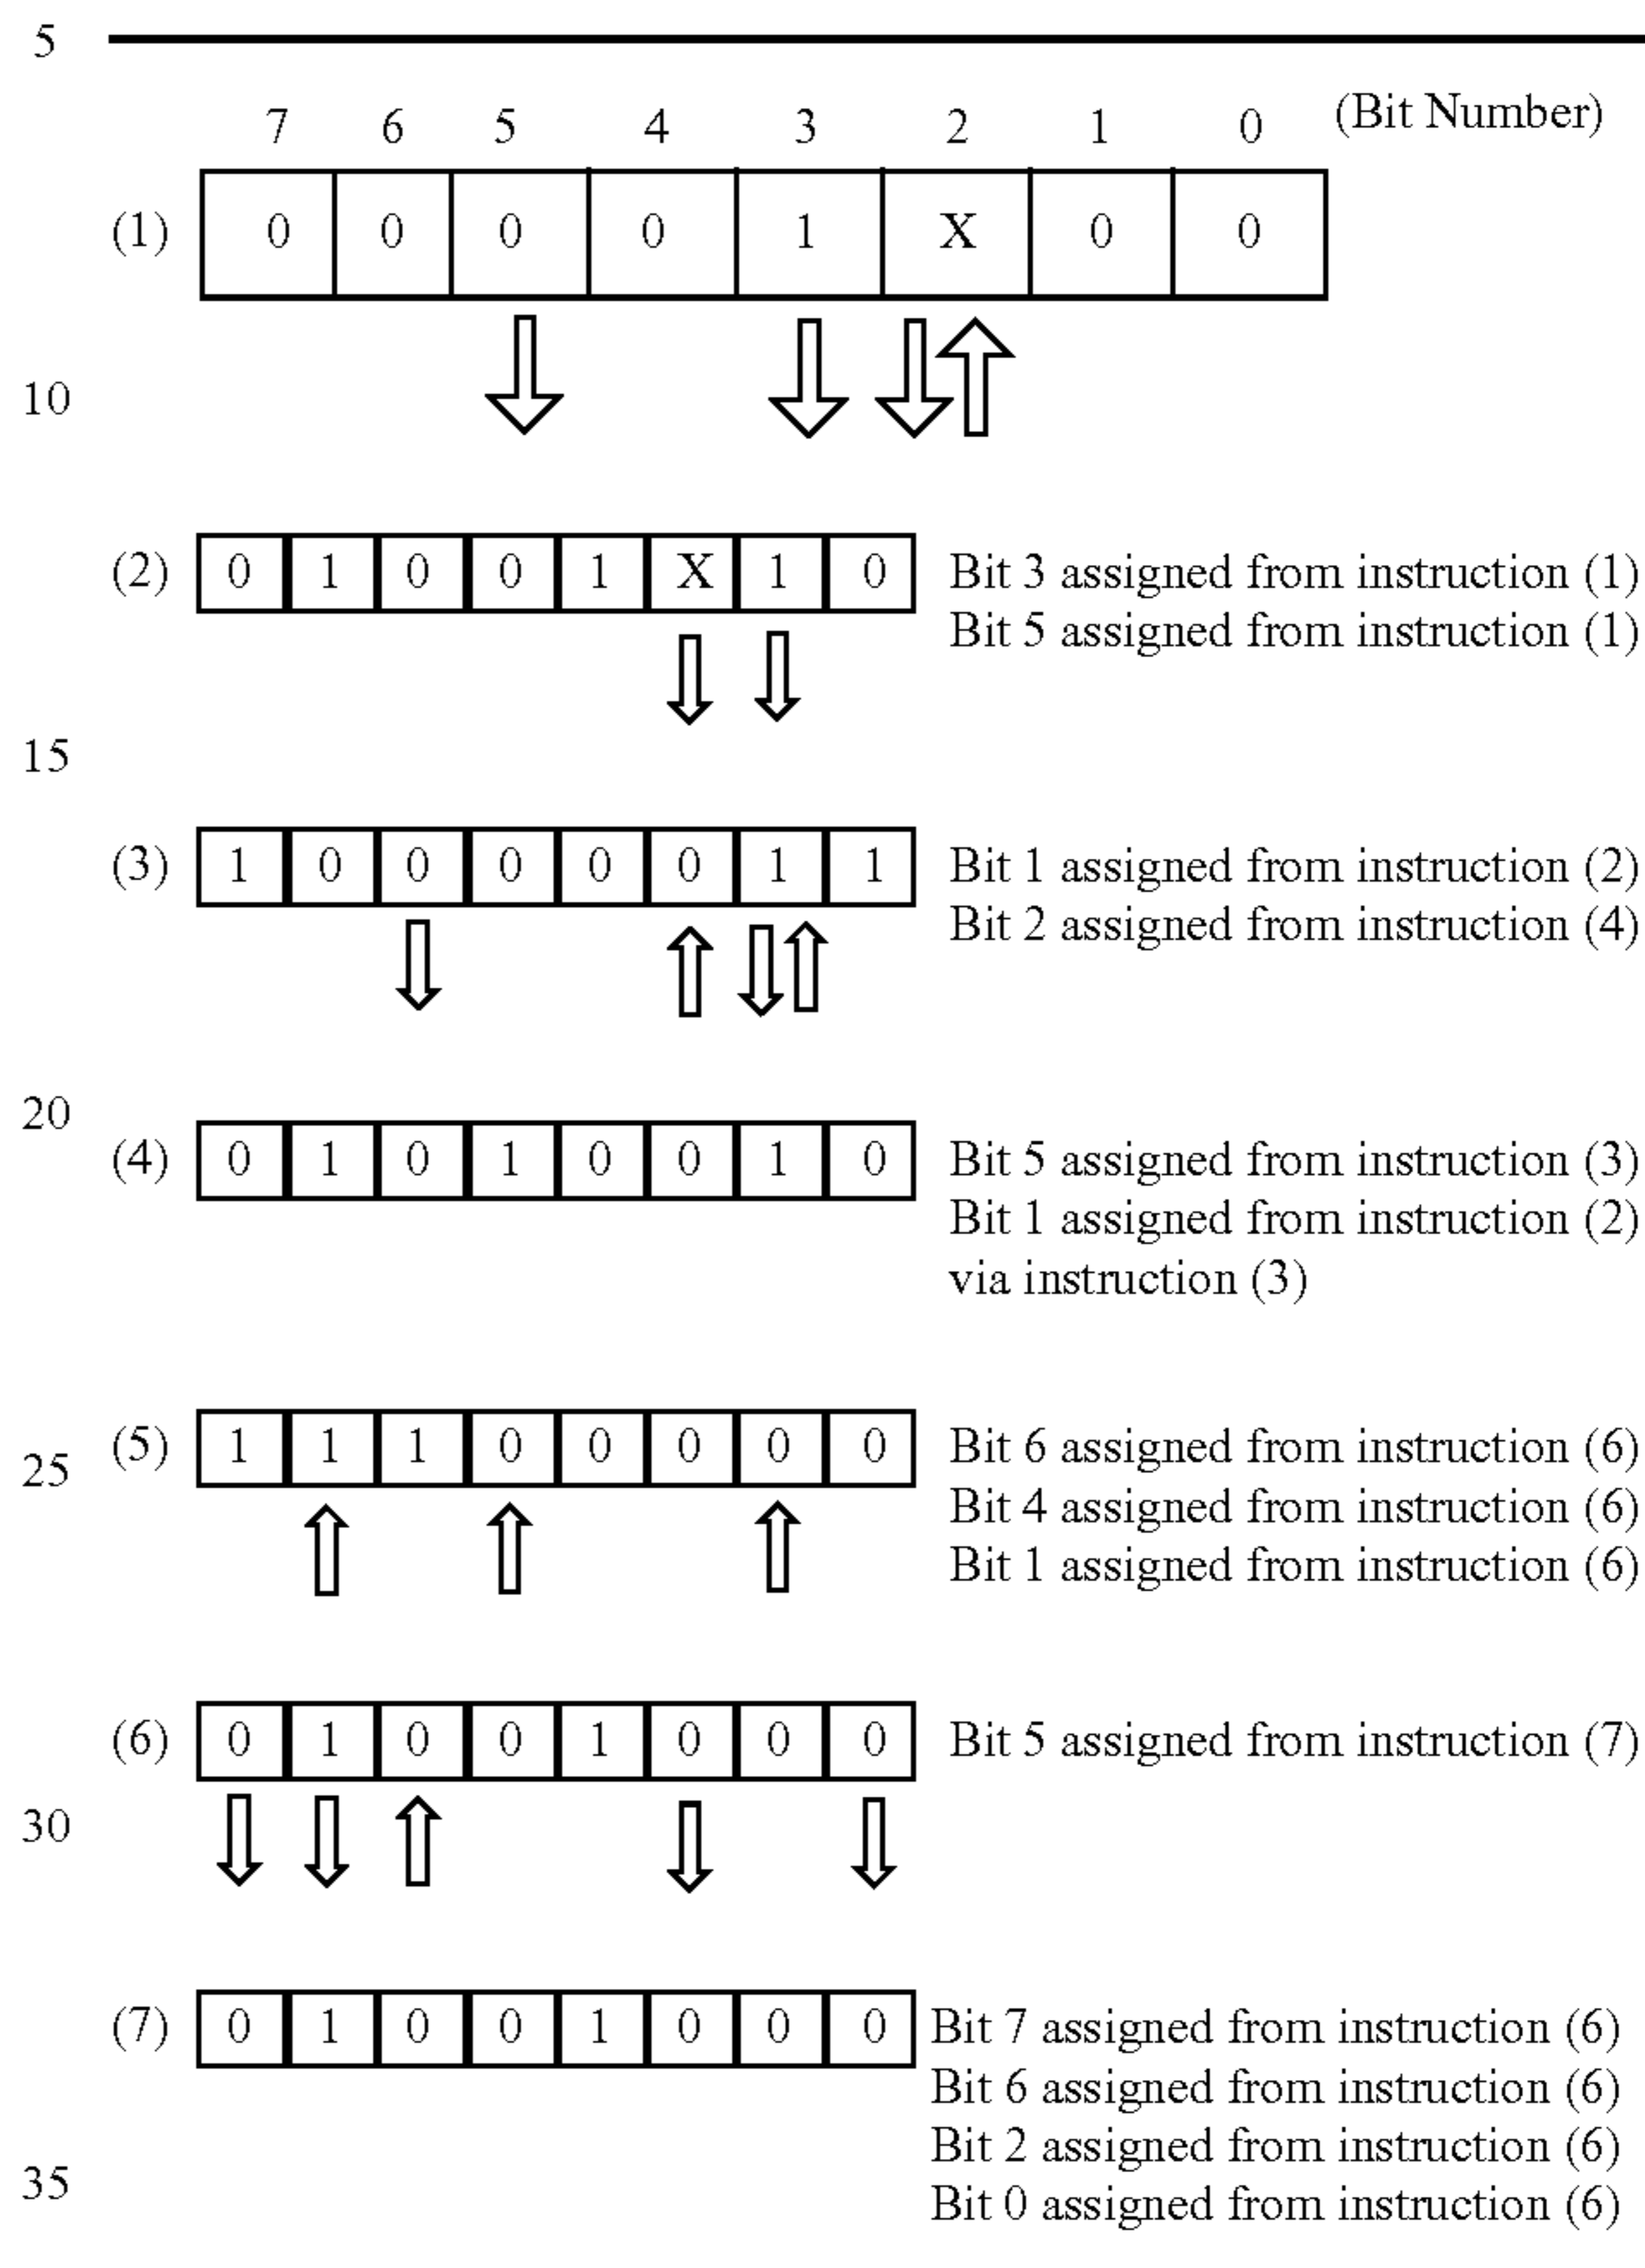 5
7 6 5 4 3 2 1 0 (Bit Number)
(1) 0 0 0 0 1 X 0 0
10
(2) 0 1 0 0 1 X 1 0 Bit 3 assigned from instruction (1)
Bit 5 assigned from instruction (1)
15
(3) 1 0 0 0 0 0 1 1 Bit 1 assigned from instruction (2)
Bit 2 assigned from instruction (4)
20
(4) 0 1 0 1 0 0 1 0 Bit 5 assigned from instruction (3)
Bit 1 assigned from instruction (2)
via instruction (3)
25 (5) 1 1 1 0 0 0 0 0 Bit 6 assigned from instruction (6)
Bit 4 assigned from instruction (6)
Bit 1 assigned from instruction (6)
(6) 0 1 0 0 1 0 0 0 Bit 5 assigned from instruction (7)
30
(7) 0 1 0 0 1 0 0 0 Bit 7 assigned from instruction (6)
Bit 6 assigned from instruction (6)
Bit 2 assigned from instruction (6)
35 Bit 0 assigned from instruction (6)